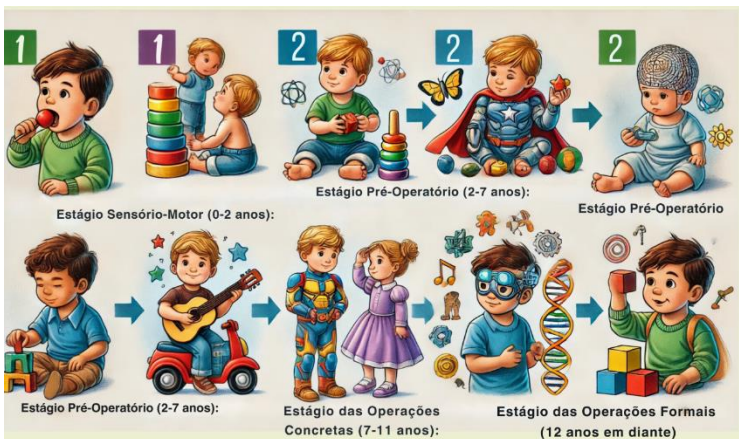 1
1
2
2
2
Estágio Sensório-Motor (0-2 anos):
Estágio Pré-Operatório (2-7 anos):
Estágio Pré-Operatório
Estágio Pré-Operatório (2-7 anos):
Estágio das Operações
Concretas (7-11 anos):
Estágio das Operações Formais
(12 anos em diante)